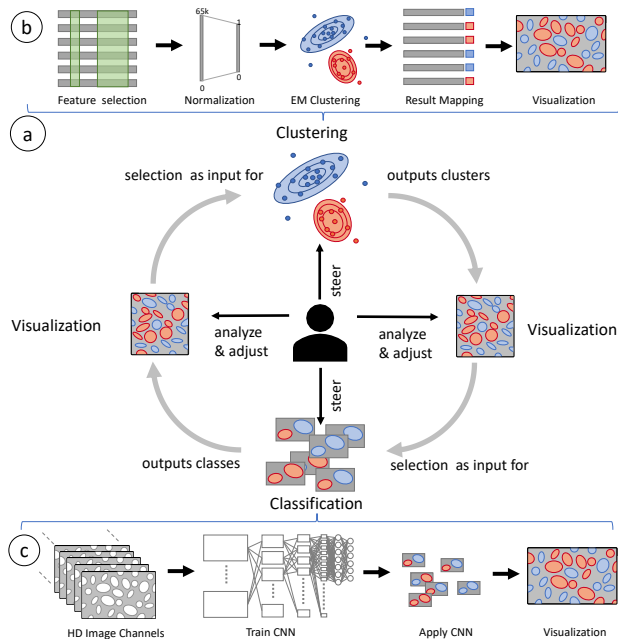 b
65k
1
0
0
Feature selection
Normalization
EM Clustering
Result Mapping
Visualization
a
Clustering
selection as input for
outputs clusters
steer
Visualization
analyze
& adjust
analyze
& adjust
Visualization
steer
outputs classes
selection as input for
Classification
c
HD Image Channels
Train CNN
Apply CNN
Visualization